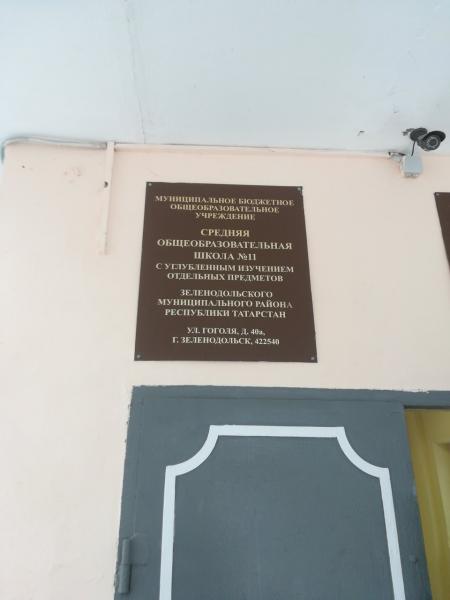 МУНИЦИПАЛЬНОЕ БЮДЖЕТНОЕ
ОБЩЕОБРАЗОВАТЕЛЬНОЕ
УЧРЕЖДЕНИЕ
СРЕДНЯЯ
ОБЩЕОБРАЗОВАТЕЛЬНАЯ
ШКОЛА №11
С УГЛУБЛЕННЫМ ИЗУЧЕНИЕМ
ОТДЕЛЬНЫХ ПРЕДМЕТОВ
ЗЕЛЕНОДОЛЬСКОГО
МУНИЦИПАЛЬНОГО РАЙОНА
РЕСПУБЛИКИ ТАТАРСТАН
УЛ. ГОГОЛЯ, Д. 40а,
Г. ЗЕЛЕНОДОЛЬСК, 422540